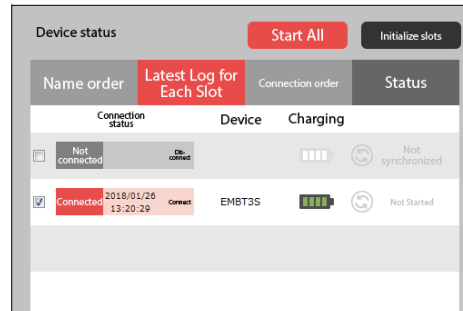 Device status
Start All
Initialize slots
Name order
Latest Log for
Each Slot
Connection order
Status
Connection
status
Device
Charging
Not
connected
Dis-
connect
Not
synchronized
Connected
2018/01/26
13:20:29
Connect
EMBT3S
Not Started